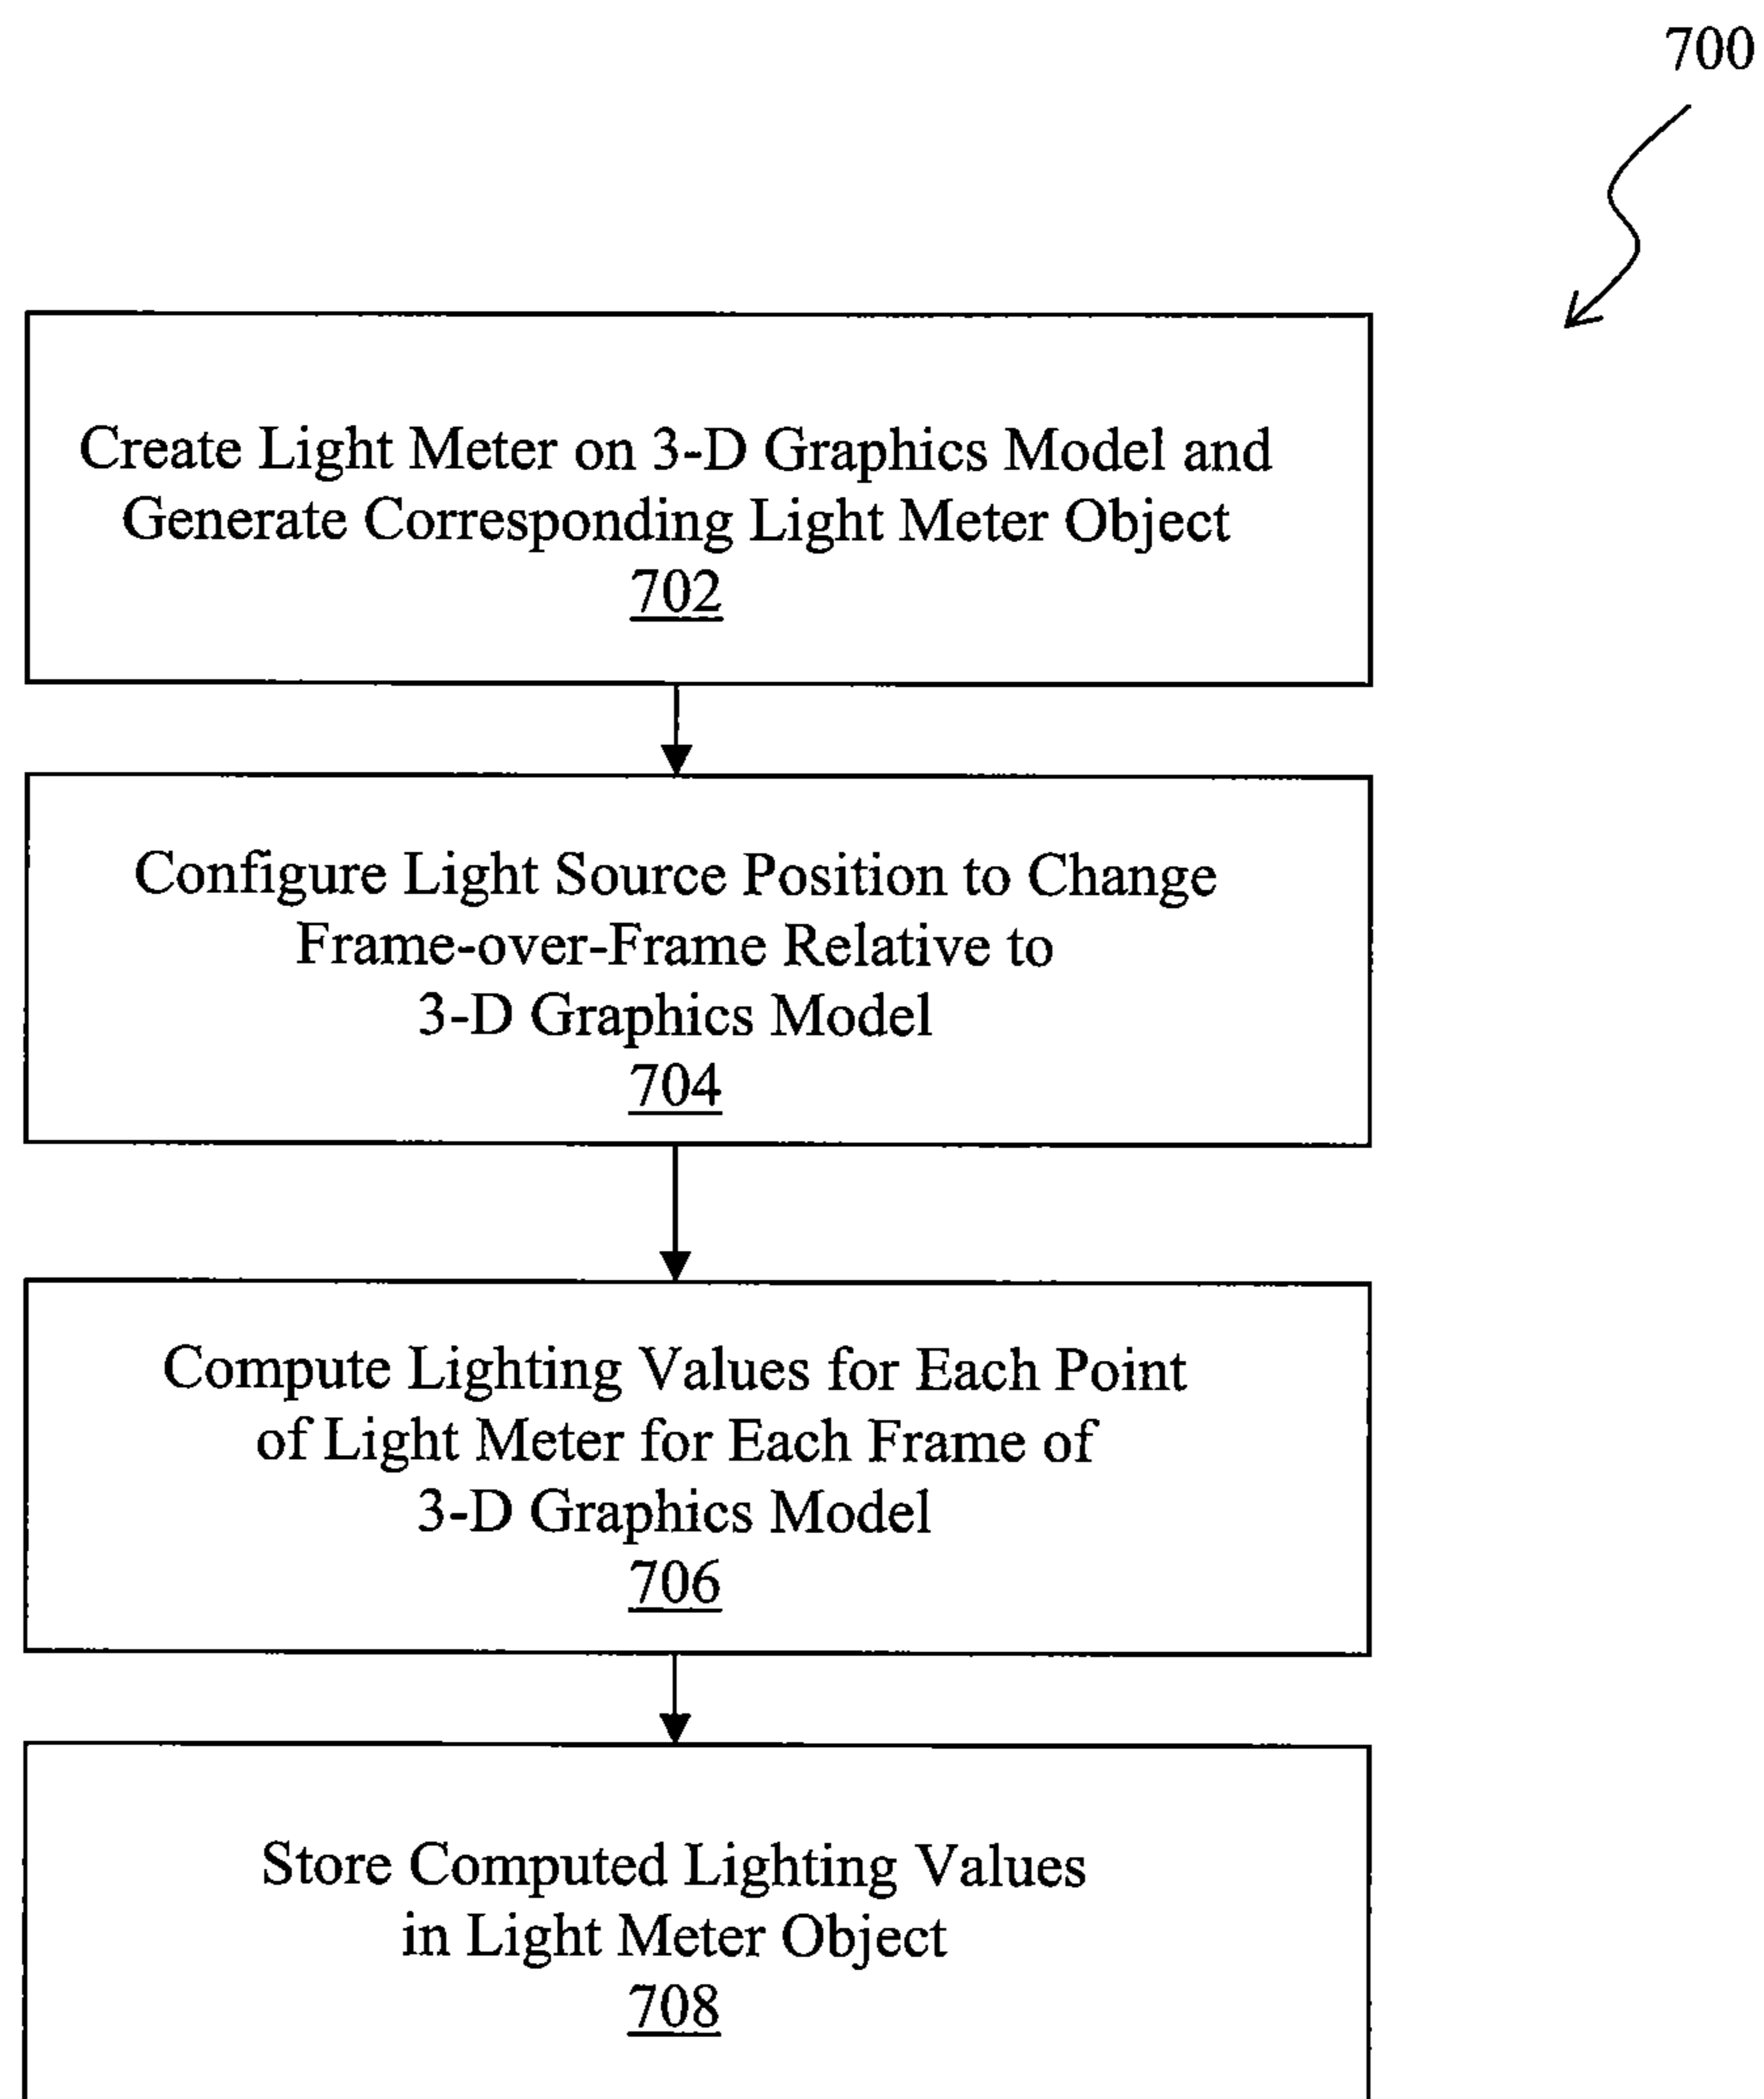 700
Create Light Meter on 3-D Graphics Model and
Generate Corresponding Light Meter Object
702
Configure Light Source Position to Change
Frame-over-Frame Relative to
3-D Graphics Model
704
Compute Lighting Values for Each Point
of Light Meter for Each Frame of
3-D Graphics Model
706
Store Computed Lighting Values
in Light Meter Object
708